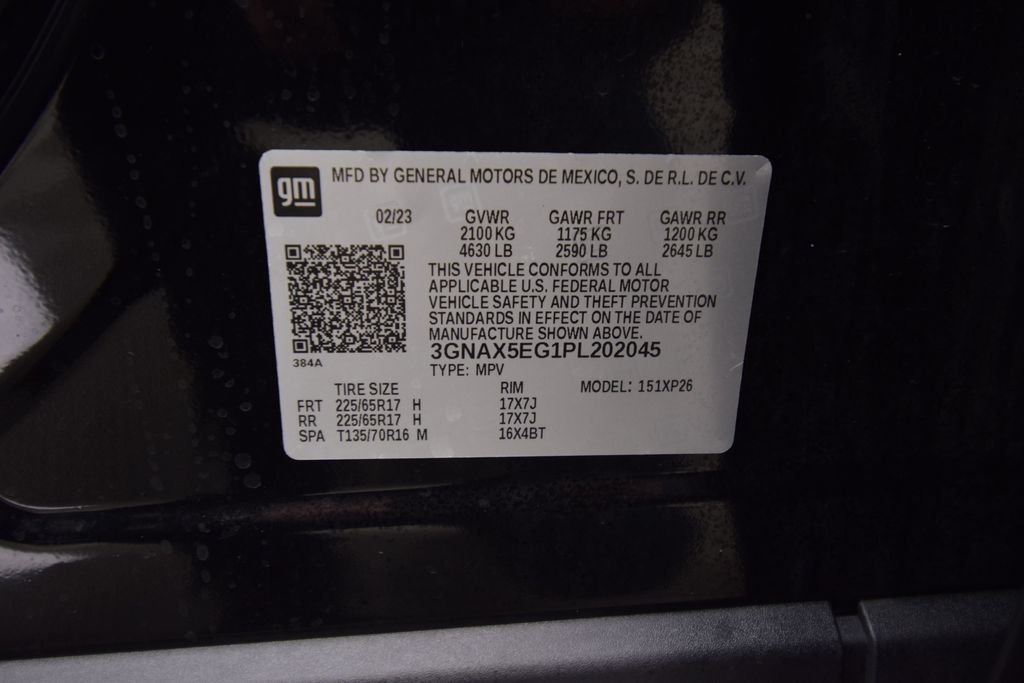 gm MFD BY GENERAL MOTORS DE MEXICO, S. DE R.L. DE C.V.
02/23 GVWR GAWR FRT GAWR RR
2100 KG 1175 KG 1200 KG
4630 LB 2590 LB 2645 LB
THIS VEHICLE CONFORMS TO ALL
APPLICABLE U.S. FEDERAL MOTOR
VEHICLE SAFETY AND THEFT PREVENTION
STANDARDS IN EFFECT ON THE DATE OF
MANUFACTURE SHOWN ABOVE.
3GNAX5EG1PL202045
384A
TYPE: MPV
TIRE SIZE RIM MODEL: 151XP26
FRT 225/65R17 H 17X7J
RR 225/65R17 H 17X7J
SPA T135/70R16 M 16X4BT